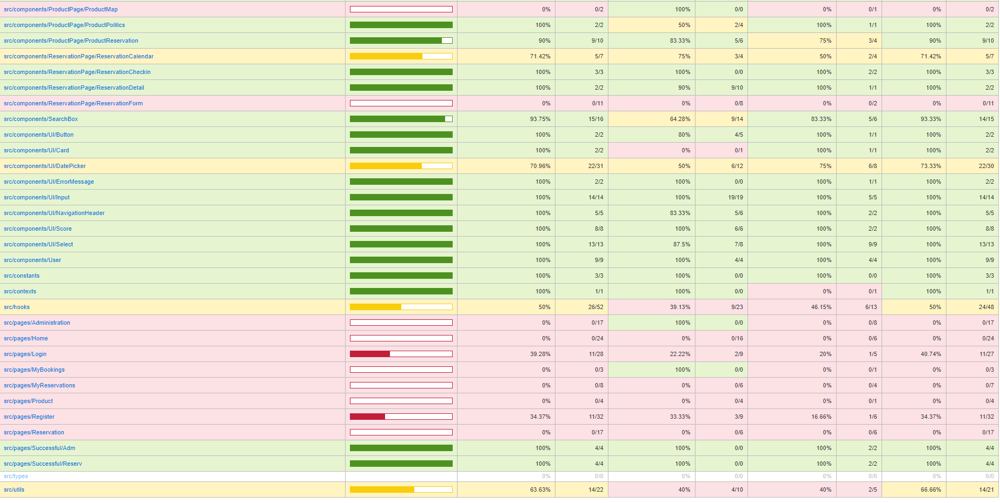 src/components/ProductPage/ProductMap 0% 0/2 100% 0/0 0% 0/1 0% 0/2
src/components/ProductPage/ProductPolitics 100% 2/2 50% 2/4 100% 1/1 100% 2/2
src/components/ProductPage/ProductReservation 90% 9/10 83.33% 5/6 75% 3/4 90% 9/10
src/components/ReservationPage/ReservationCalendar 71.42% 5/7 75% 3/4 50% 2/4 71.42% 5/7
src/components/ReservationPage/ReservationCheckin 100% 3/3 100% 0/0 100% 2/2 100% 3/3
src/components/ReservationPage/ReservationDetail 100% 2/2 90% 9/10 100% 1/1 100% 2/2
src/components/ReservationPage/ReservationForm 0% 0/11 0% 0/8 0% 0/2 0% 0/11
src/components/SearchBox 93.75% 15/16 64.28% 9/14 83.33% 5/6 93.33% 14/15
src/components/UI/Button 100% 2/2 80% 4/5 100% 1/1 100% 2/2
src/components/UI/Card 100% 2/2 0% 0/1 100% 1/1 100% 2/2
src/components/UI/DatePicker 70.96% 22/31 50% 6/12 75% 6/8 73.33% 22/30
src/components/UI/ErrorMessage 100% 2/2 100% 0/0 100% 1/1 100% 2/2
src/components/UI/Input 100% 14/14 100% 19/19 100% 5/5 100% 14/14
src/components/UI/NavigationHeader 100% 5/5 83.33% 5/6 100% 2/2 100% 5/5
src/components/UI/Score 100% 8/8 100% 6/6 100% 2/2 100% 8/8
src/components/UI/Select 100% 13/13 87.5% 7/8 100% 9/9 100% 13/13
src/components/User 100% 9/9 100% 4/4 100% 4/4 100% 9/9
src/constants 100% 3/3 100% 0/0 100% 0/0 100% 3/3
src/contexts 100% 1/1 100% 0/0 0% 0/1 100% 1/1
src/hooks 50% 26/52 39.13% 9/23 46.15% 6/13 50% 24/48
src/pages/Administration 0% 0/17 100% 0/0 0% 0/8 0% 0/17
src/pages/Home 0% 0/24 0% 0/16 0% 0/6 0% 0/24
src/pages/Login 39.28% 11/28 22.22% 2/9 20% 1/5 40.74% 11/27
src/pages/MyBookings 0% 0/3 100% 0/0 0% 0/1 0% 0/3
src/pages/MyReservations 0% 0/8 0% 0/6 0% 0/4 0% 0/7
src/pages/Product 0% 0/4 0% 0/4 0% 0/1 0% 0/4
src/pages/Register 34.37% 11/32 33.33% 3/9 16.66% 1/6 34.37% 11/32
src/pages/Reservation 0% 0/17 0% 0/6 0% 0/6 0% 0/17
src/pages/Successful/Adm 100% 4/4 100% 0/0 100% 2/2 100% 4/4
src/pages/Successful/Reserv 100% 4/4 100% 0/0 100% 2/2 100% 4/4
src/types 0% 0/0 0% 0/0 0% 0/0 0% 0/0
src/utils 63.63% 14/22 40% 4/10 40% 2/5 66.66% 14/21